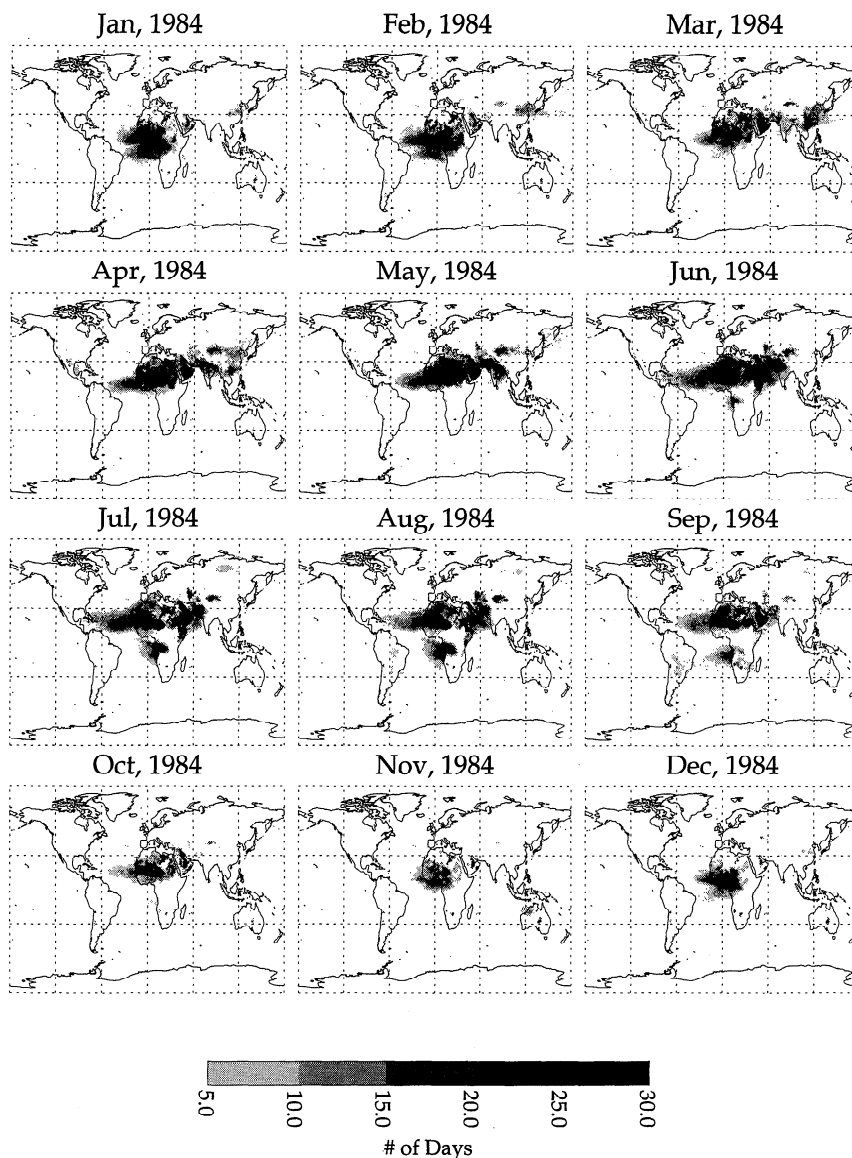 Jan, 1984 Feb, 1984 Mar, 1984
Apr, 1984 May, 1984 Jun, 1984
Jul, 1984 Aug, 1984 Sep, 1984
Oct, 1984 Nov, 1984 Dec, 1984
5.0 10.0 15.0 20.0 25.0 30.0
# of Days